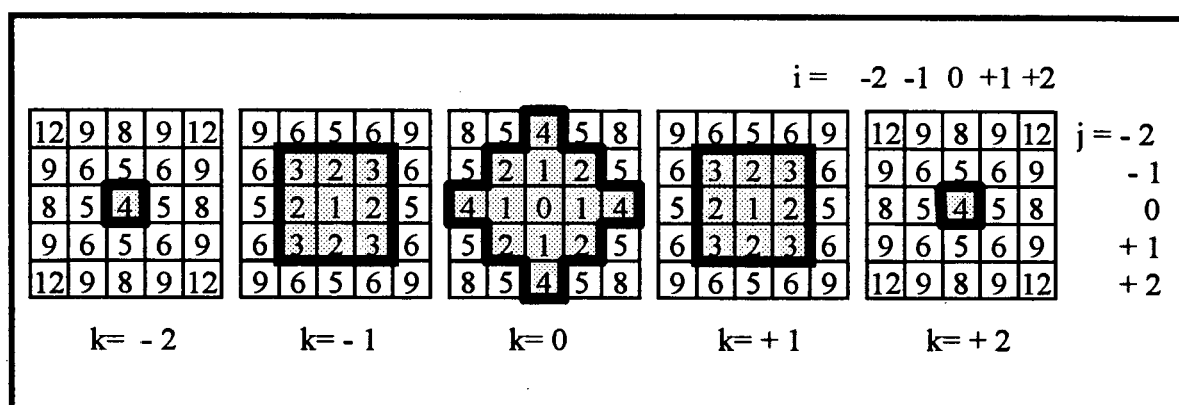 i = -2 -1 0 +1 +2
12 9 8 9 12 9 6 5 6 9 8 5 4 5 8 9 6 5 6 9 12 9 8 9 12 j = - 2
9 6 5 6 9 6 3 2 3 6 5 2 1 2 5 6 3 2 3 6 9 6 5 6 9 - 1
8 5 4 5 8 5 2 1 2 5 4 1 0 1 4 5 2 1 2 5 8 5 4 5 8 0
9 6 5 6 9 6 3 2 3 6 5 2 1 2 5 6 3 2 3 6 9 6 5 6 9 + 1
12 9 8 9 12 9 6 5 6 9 8 5 4 5 8 9 6 5 6 9 12 9 8 9 12 + 2
k= - 2 k= - 1 k= 0 k= + 1 k= + 2